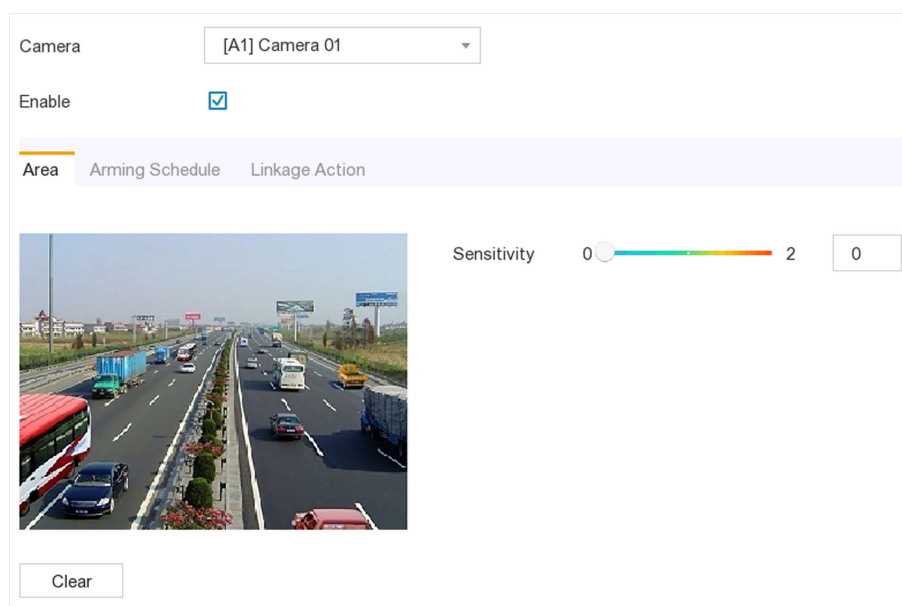 Camera
[A1] Camera 01
Enable
Area
Arming Schedule
Linkage Action
Sensitivity
0
2
0
Clear